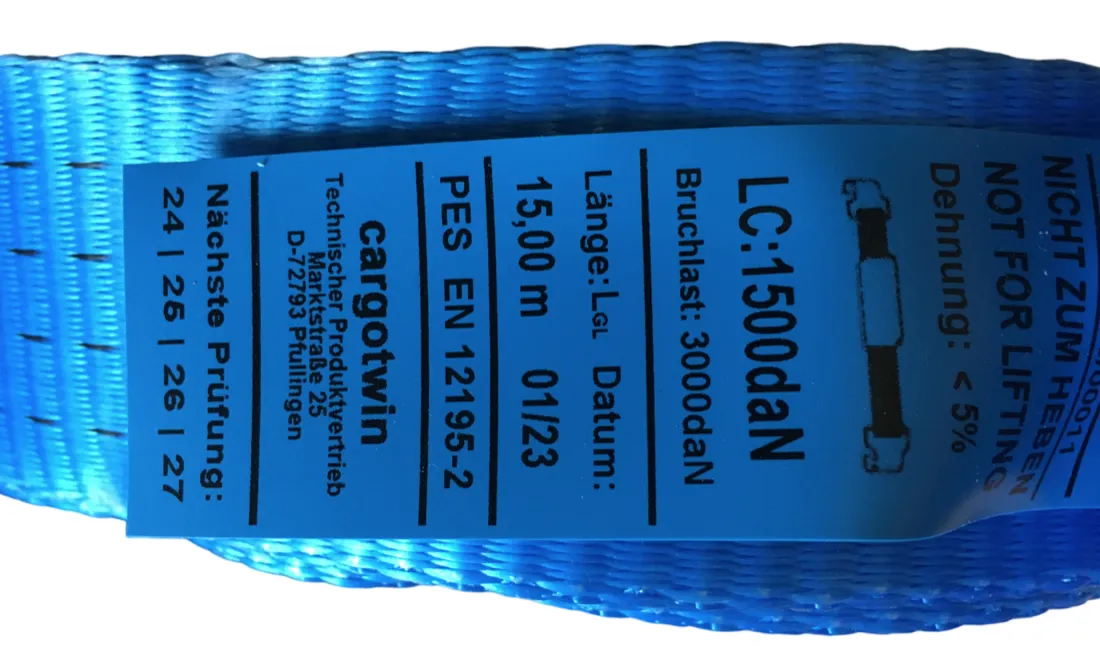 NICHT ZUM HEBEN
NOT FOR LIFTING
Dehnung: < 5%
LC:1500daN
Bruchlast: 3000daN
Länge:LGL Datum:
15,00 m 01/23
PES EN 12195-2
cargotwin
Technischer Produktvertrieb
Marktstraße 25
D-72793 Pfullingen
Nächste Prüfung:
24 | 25 | 26 | 27